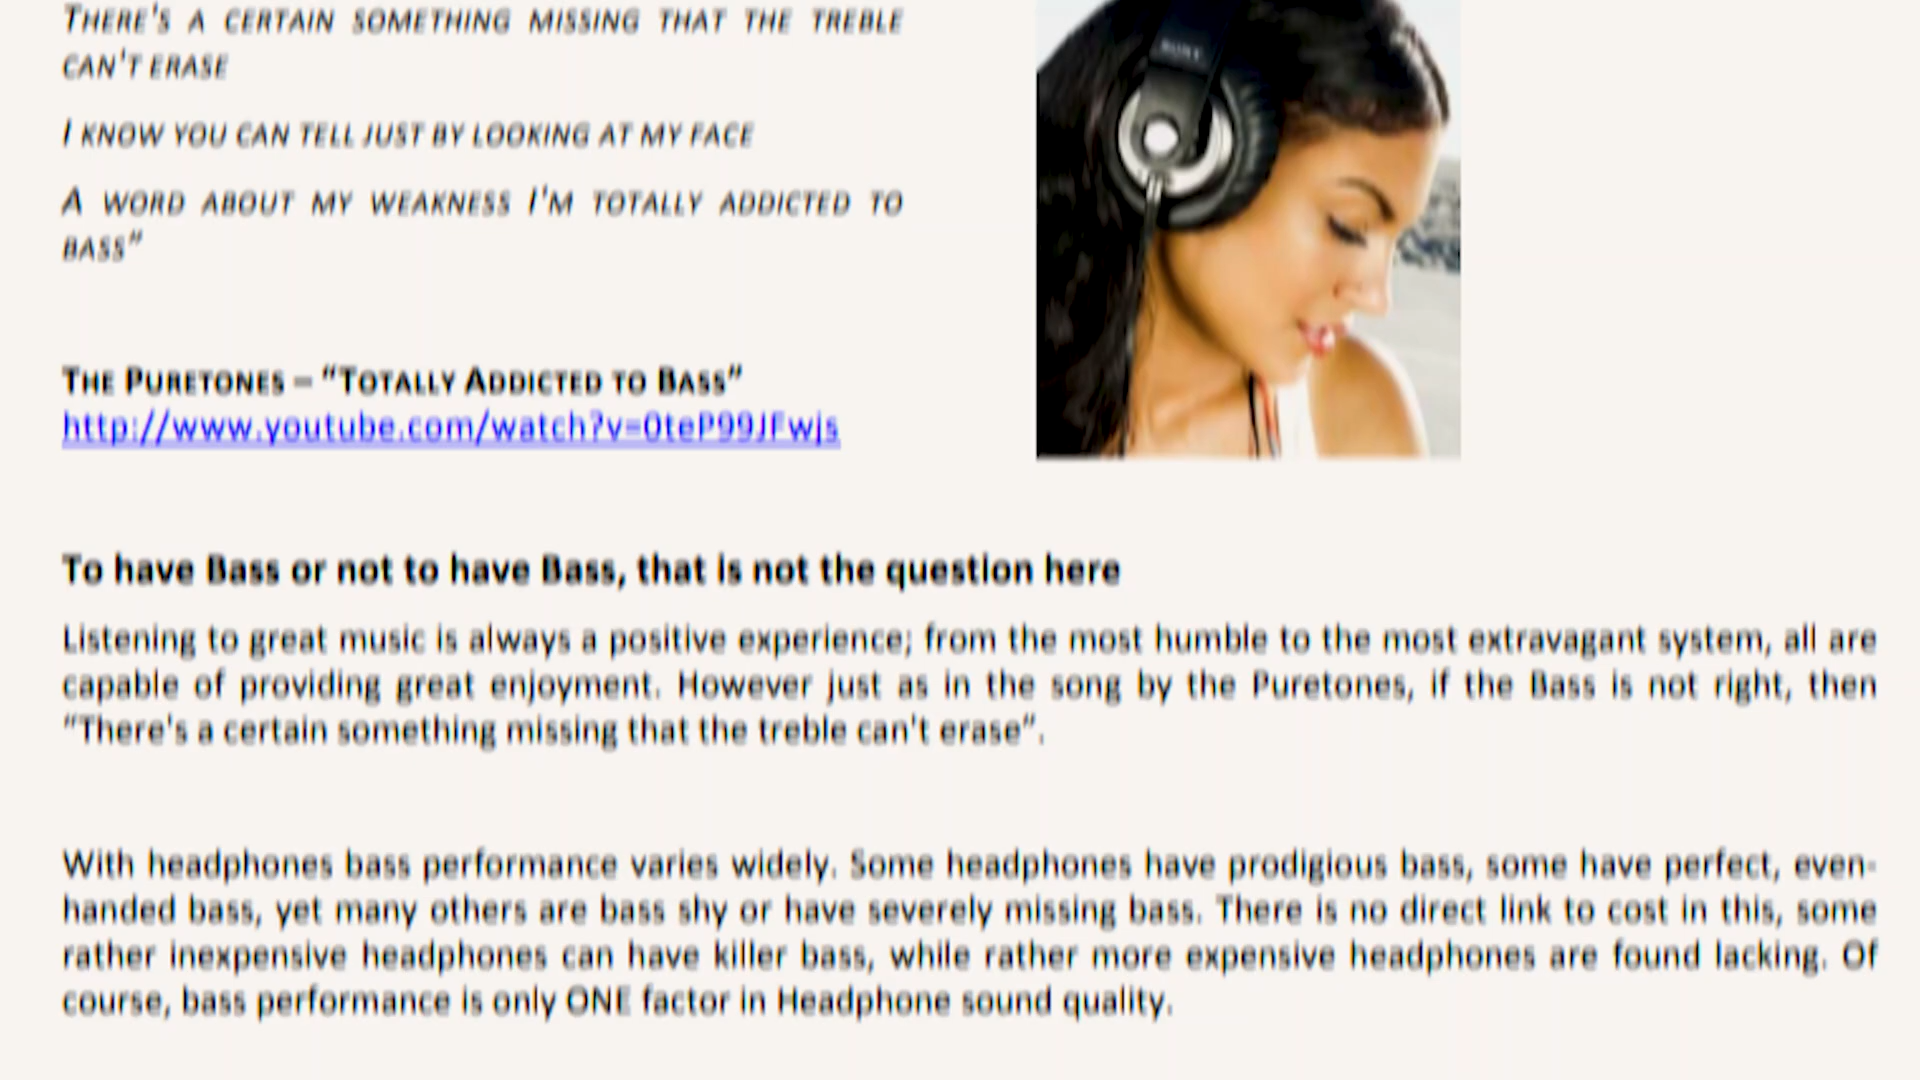 THERE'S A CERTAIN SOMETHING MISSING THAT THE TREBLE
CAN'T ERASE
I KNOW YOU CAN TELL JUST BY LOOKING AT MY FACE
A WORD ABOUT MY WEAKNESS I'M TOTALLY ADDICTED TO
BASS”
THE PURETONES – “TOTALLY ADDICTED TO BASS”
http://www.youtube.com/watch?v=0teP99JFwjs
SONY
To have Bass or not to have Bass, that is not the question here
Listening to great music is always a positive experience; from the most humble to the most extravagant system, all are
capable of providing great enjoyment. However just as in the song by the Puretones, if the Bass is not right, then
“There's a certain something missing that the treble can't erase”.
With headphones bass performance varies widely. Some headphones have prodigious bass, some have perfect, even-
handed bass, yet many others are bass shy or have severely missing bass. There is no direct link to cost in this, some
rather inexpensive headphones can have killer bass, while rather more expensive headphones are found lacking. Of
course, bass performance is only ONE factor in Headphone sound quality.